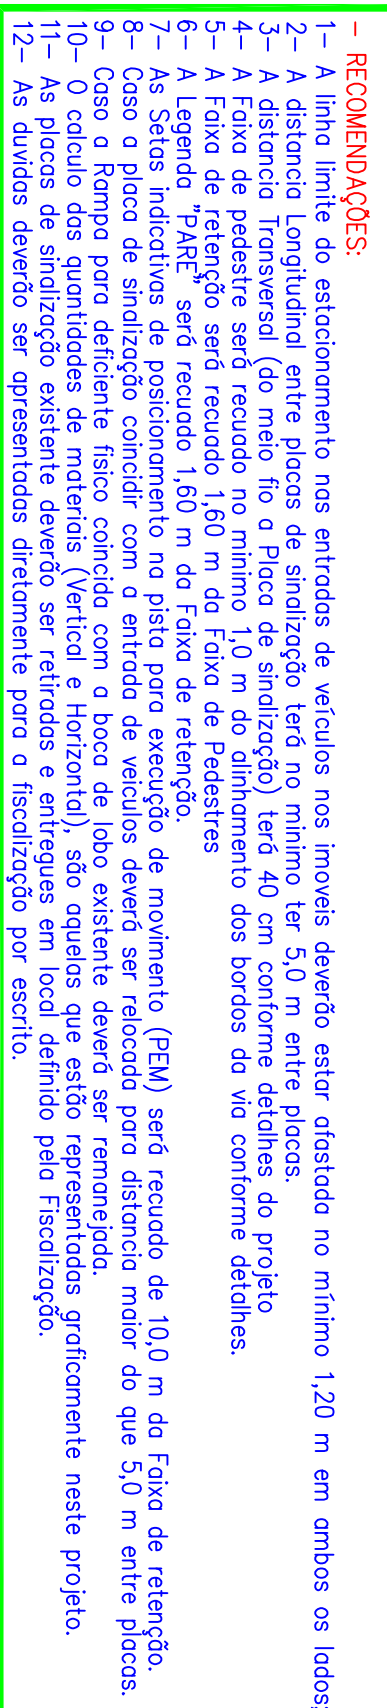 - RECOMENDAÇÕES:
1- A linha limite do estacionamento nas entradas de veículos nos imoveis deverão estar afastada no mínimo 1,20 m em ambos os lados;
2- A distancia Longitudinal entre placas de sinalização terá no minimo ter 5,0 m entre placas.
3- A distancia Transversal (do meio fio a Placa de sinalização) terá 40 cm conforme detalhes do projeto
4- A Faixa de pedestre será recuado no minimo 1,0 m do alinhamento dos bordos da via conforme detalhes.
5- A Faixa de retenção será recuado 1,60 m da Faixa de Pedestres
6- A Legenda "PARE" será recuado 1,60 m da Faixa de retenção.
7- As Setas indicativas de posicionamento na pista para execução de movimento (PEM) será recuado de 10,0 m da Faixa de retenção.
8- Caso a placa de sinalização coincidir com a entrada de veiculos deverá ser relocada para distancia maior do que 5,0 m entre placas.
9- Caso a Rampa para deficiente fisico coincida com a boca de lobo existente deverá ser remanejada.
10- O calculo das quantidades de materiais (Vertical e Horizontal), são aquelas que estão representadas graficamente neste projeto.
11- As placas de sinalização existente deverão ser retiradas e entregues em local definido pela Fiscalização.
12- As duvidas deverão ser apresentadas diretamente para a fiscalização por escrito.